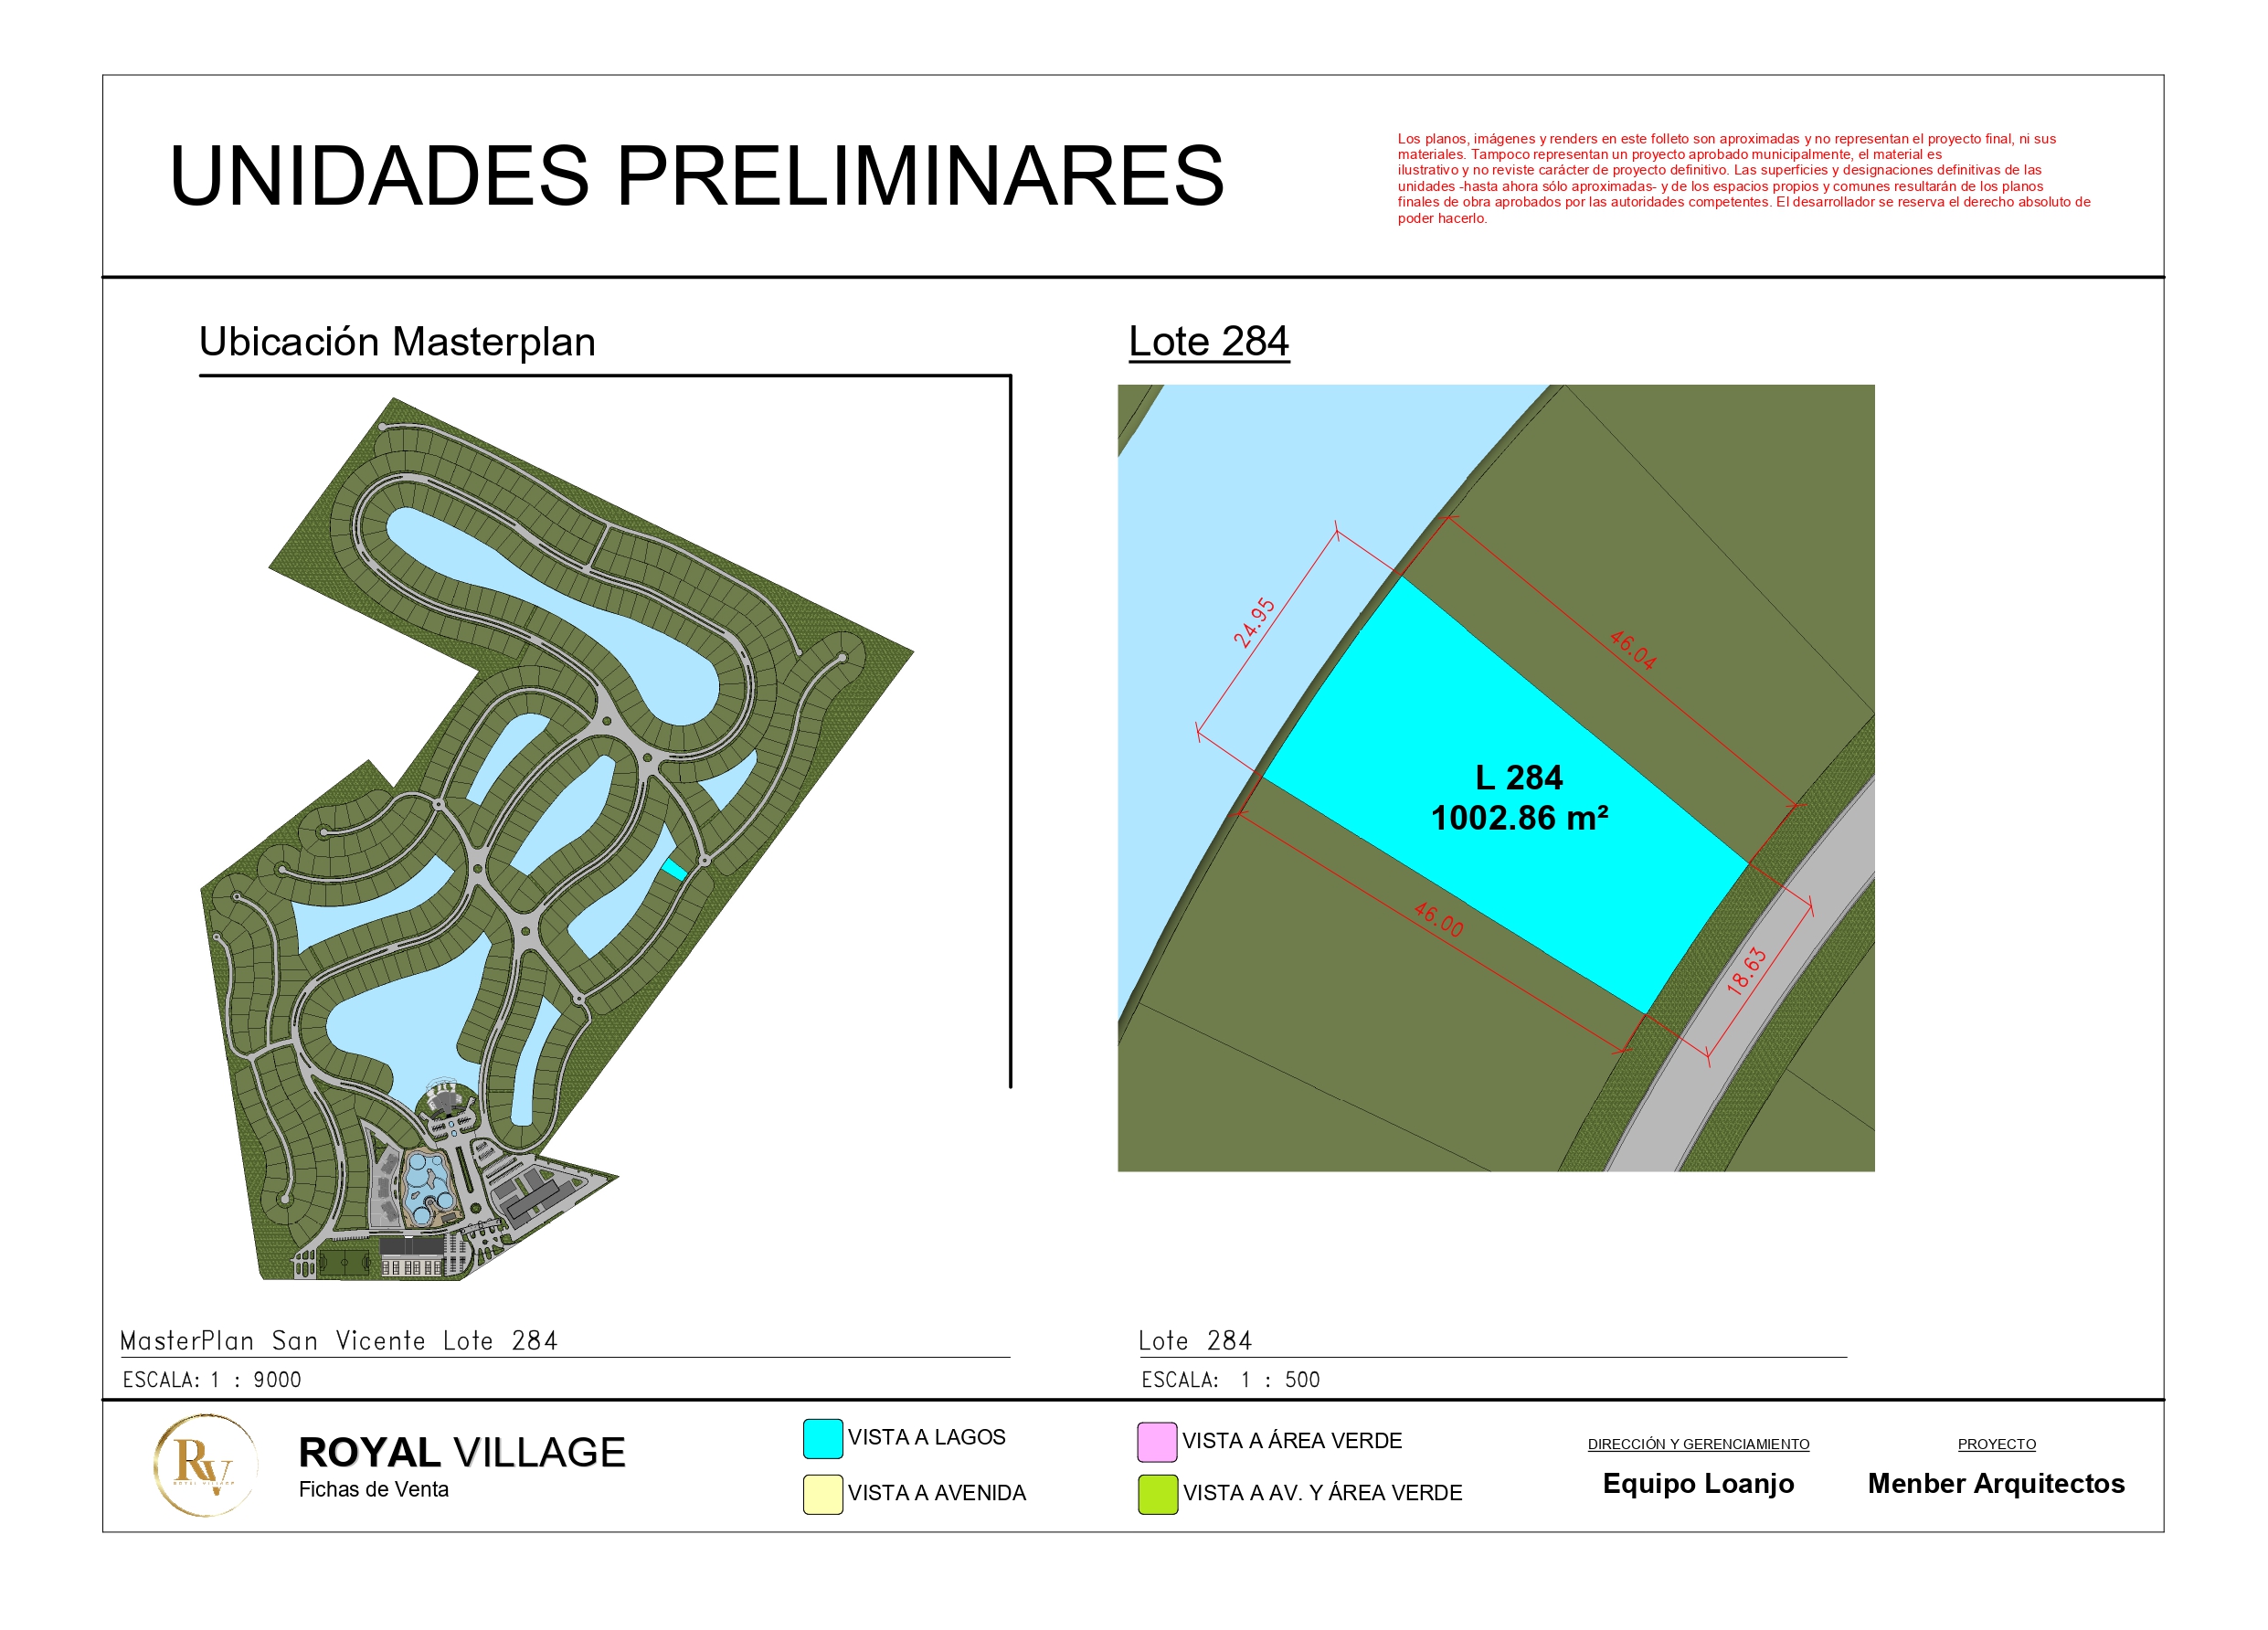 UNIDADES PRELIMINARES
Los planos, imágenes y renders en este folleto son aproximadas y no representan el proyecto final, ni sus
materiales. Tampoco representan un proyecto aprobado municipalmente, el material es
ilustrativo y no reviste carácter de proyecto definitivo. Las superficies y designaciones definitivas de las
unidades -hasta ahora sólo aproximadas- y de los espacios propios y comunes resultarán de los planos
finales de obra aprobados por las autoridades competentes. El desarrollador se reserva el derecho absoluto de
poder hacerlo.
Ubicación Masterplan
Lote 284
24.95
46.04
L 284
1002.86 m²
46.00
18.63
MasterPlan San Vicente Lote 284
ESCALA: 1 : 9000
Lote 284
ESCALA: 1 : 500
RV
ROYAL VILLAGE
ROYAL VILLAGE
Fichas de Venta
VISTA A LAGOS
VISTA A AVENIDA
VISTA A ÁREA VERDE
VISTA A AV. Y ÁREA VERDE
DIRECCIÓN Y GERENCIAMIENTO
Equipo Loanjo
PROYECTO
Menber Arquitectos